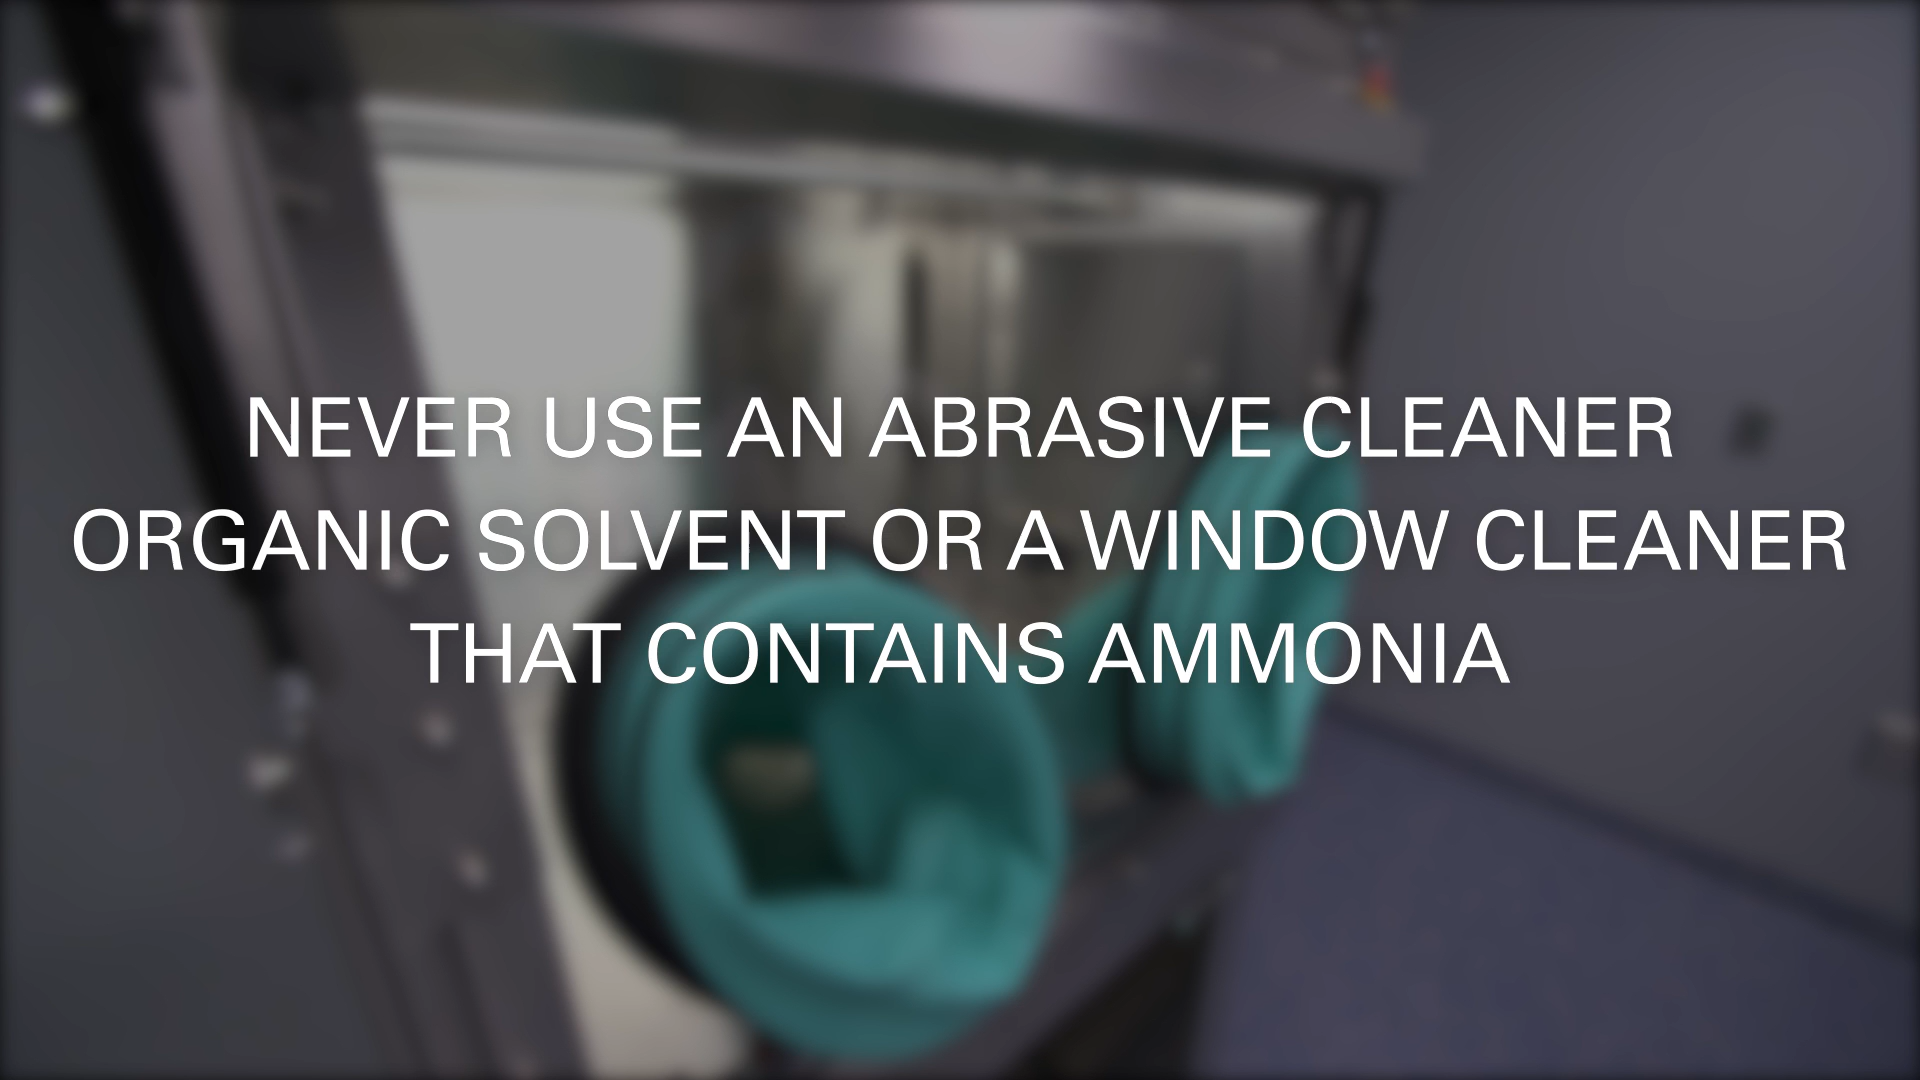 NEVER USE AN ABRASIVE CLEANER
ORGANIC SOLVENT OR A WINDOW CLEANER
THAT CONTAINS AMMONIA